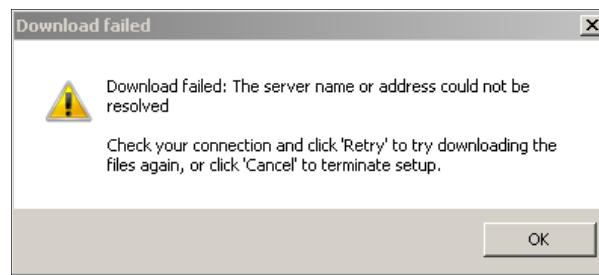 Download failed
Download failed: The server name or address could not be
resolved
Check your connection and click 'Retry' to try downloading the
files again, or click 'Cancel' to terminate setup.
OK